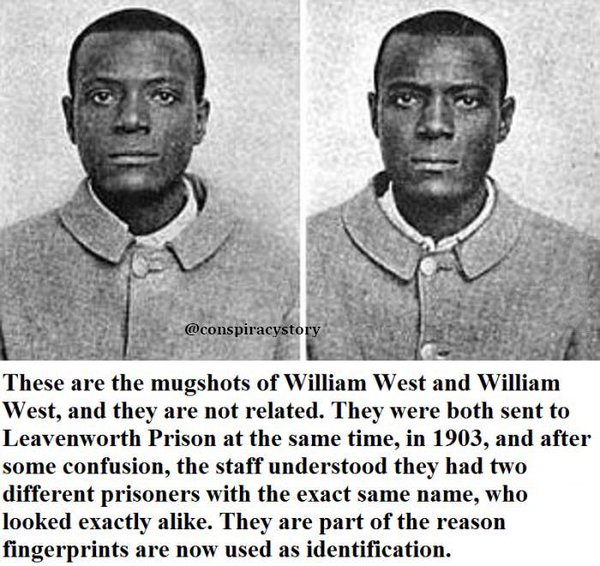 @conspiracystory
These are the mugshots of William West and William
West, and they are not related. They were both sent to
Leavenworth Prison at the same time, in 1903, and after
some confusion, the staff understood they had two
different prisoners with the exact same name, who
looked exactly alike. They are part of the reason
fingerprints are now used as identification.